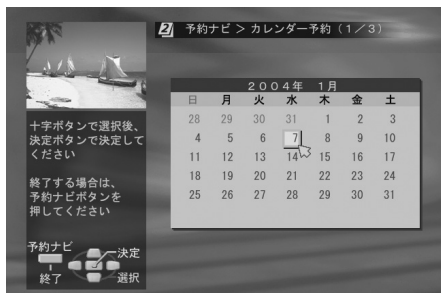 2 予約ナビ > カレンダー予約（1／3）
2004年 1月
日 月 火 水 木 金 土
28 29 30 31 1 2 3
4 5 6 7 8 9 10
11 12 13 14 15 16 17
18 19 20 21 22 23 24
25 26 27 28 29 30 31
十字ボタンで選択後、
決定ボタンで決定して
ください
終了する場合は、
予約ナビボタンを
押してください
予約ナビ
決定
終了
選択